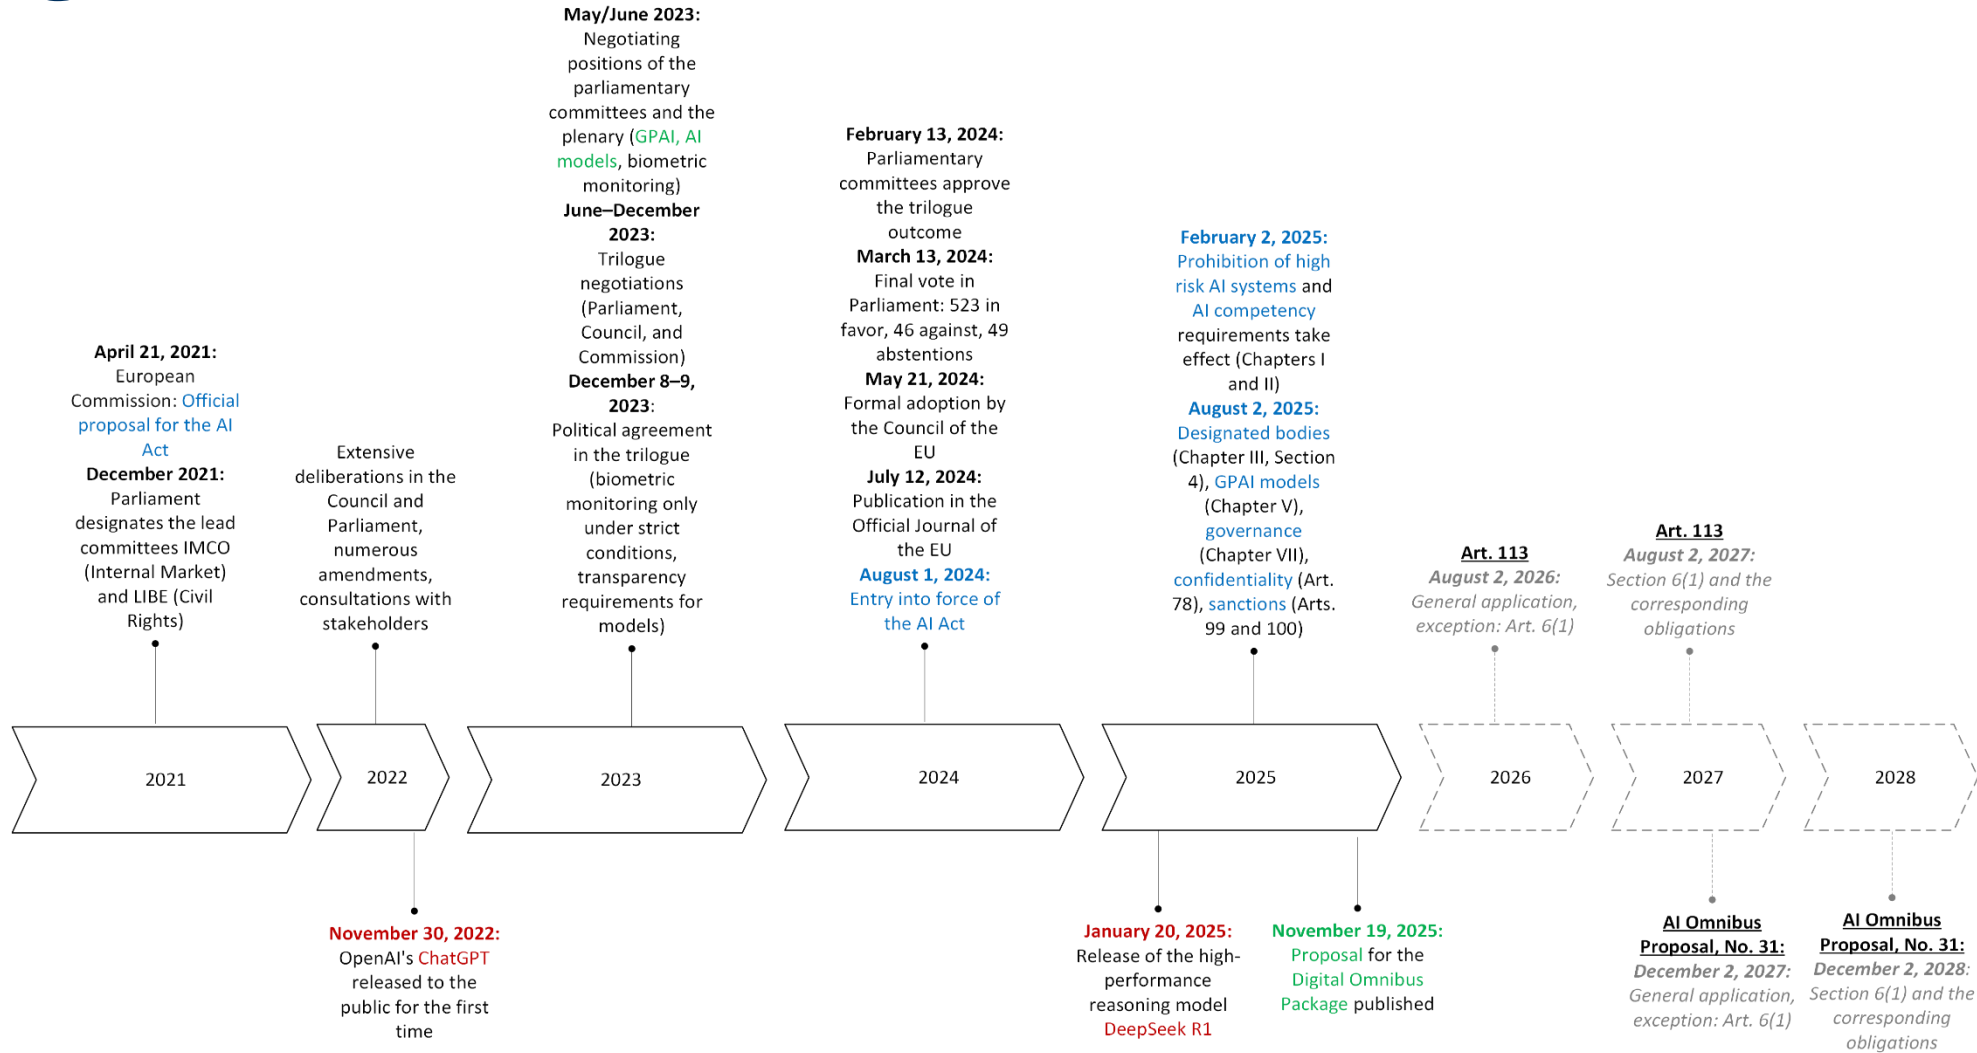 April 21, 2021:
European
Commission: Official
proposal for the AI
Act
December 2021:
Parliament
designates the lead
committees IMCO
(Internal Market)
and LIBE (Civil
Rights)
Extensive
deliberations in the
Council and
Parliament,
numerous
amendments,
consultations with
stakeholders
May/June 2023:
Negotiating
positions of the
parliamentary
committees and the
plenary (GPAI, AI
models, biometric
monitoring)
June–December
2023:
Trilogue
negotiations
(Parliament,
Council, and
Commission)
December 8–9,
2023:
Political agreement
in the trilogue
(biometric
monitoring only
under strict
conditions,
transparency
requirements for
models)
February 13, 2024:
Parliamentary
committees approve
the trilogue
outcome
March 13, 2024:
Final vote in
Parliament: 523 in
favor, 46 against, 49
abstentions
May 21, 2024:
Formal adoption by
the Council of the
EU
July 12, 2024:
Publication in the
Official Journal of
the EU
August 1, 2024:
Entry into force of
the AI Act
February 2, 2025:
Prohibition of high
risk AI systems and
AI competency
requirements take
effect (Chapters I
and II)
August 2, 2025:
Designated bodies
(Chapter III, Section
4), GPAI models
(Chapter V),
governance
(Chapter VII),
confidentiality (Art.
78), sanctions (Arts.
99 and 100)
Art. 113
August 2, 2026:
General application,
exception: Art. 6(1)
Art. 113
August 2, 2027:
Section 6(1) and the
corresponding
obligations
2021
2022
2023
2024
2025
2026
2027
2028
November 30, 2022:
OpenAI's ChatGPT
released to the
public for the first
time
January 20, 2025:
Release of the high-
performance
reasoning model
DeepSeek R1
November 19, 2025:
Proposal for the
Digital Omnibus
Package published
AI Omnibus
Proposal, No. 31:
December 2, 2027:
General application,
exception: Art. 6(1)
AI Omnibus
Proposal, No. 31:
December 2, 2028:
Section 6(1) and the
corresponding
obligations